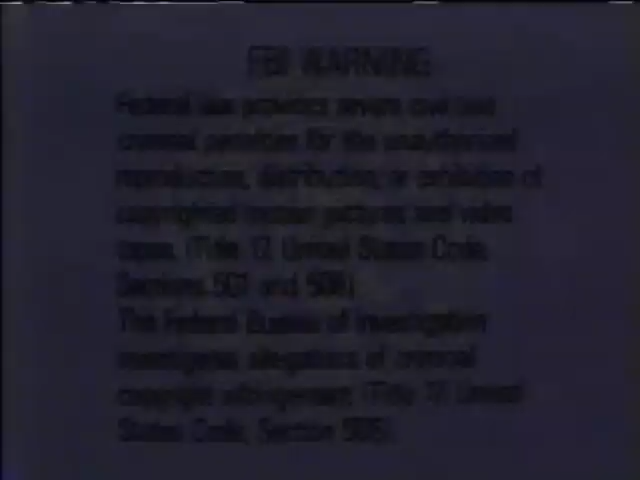 FBI WARNING
Federal law provides severe civil and
criminal penalties for the unauthorized
reproduction, distribution, or exhibition of
copyrighted motion pictures and video
tapes. (Title 17, United States Code,
Sections 501 and 506)
The Federal Bureau of Investigation
investigates allegations of criminal
copyright infringement. (Title 17, United
States Code, Section 506).